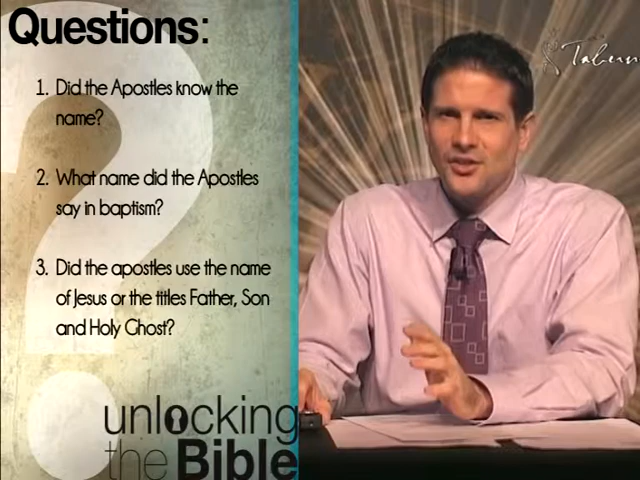 Questions:
1. Did the Apostles know the
name?
2. What name did the Apostles
say in baptism?
3. Did the apostles use the name
of Jesus or the titles Father, Son
and Holy Ghost?
unlocking
the Bible